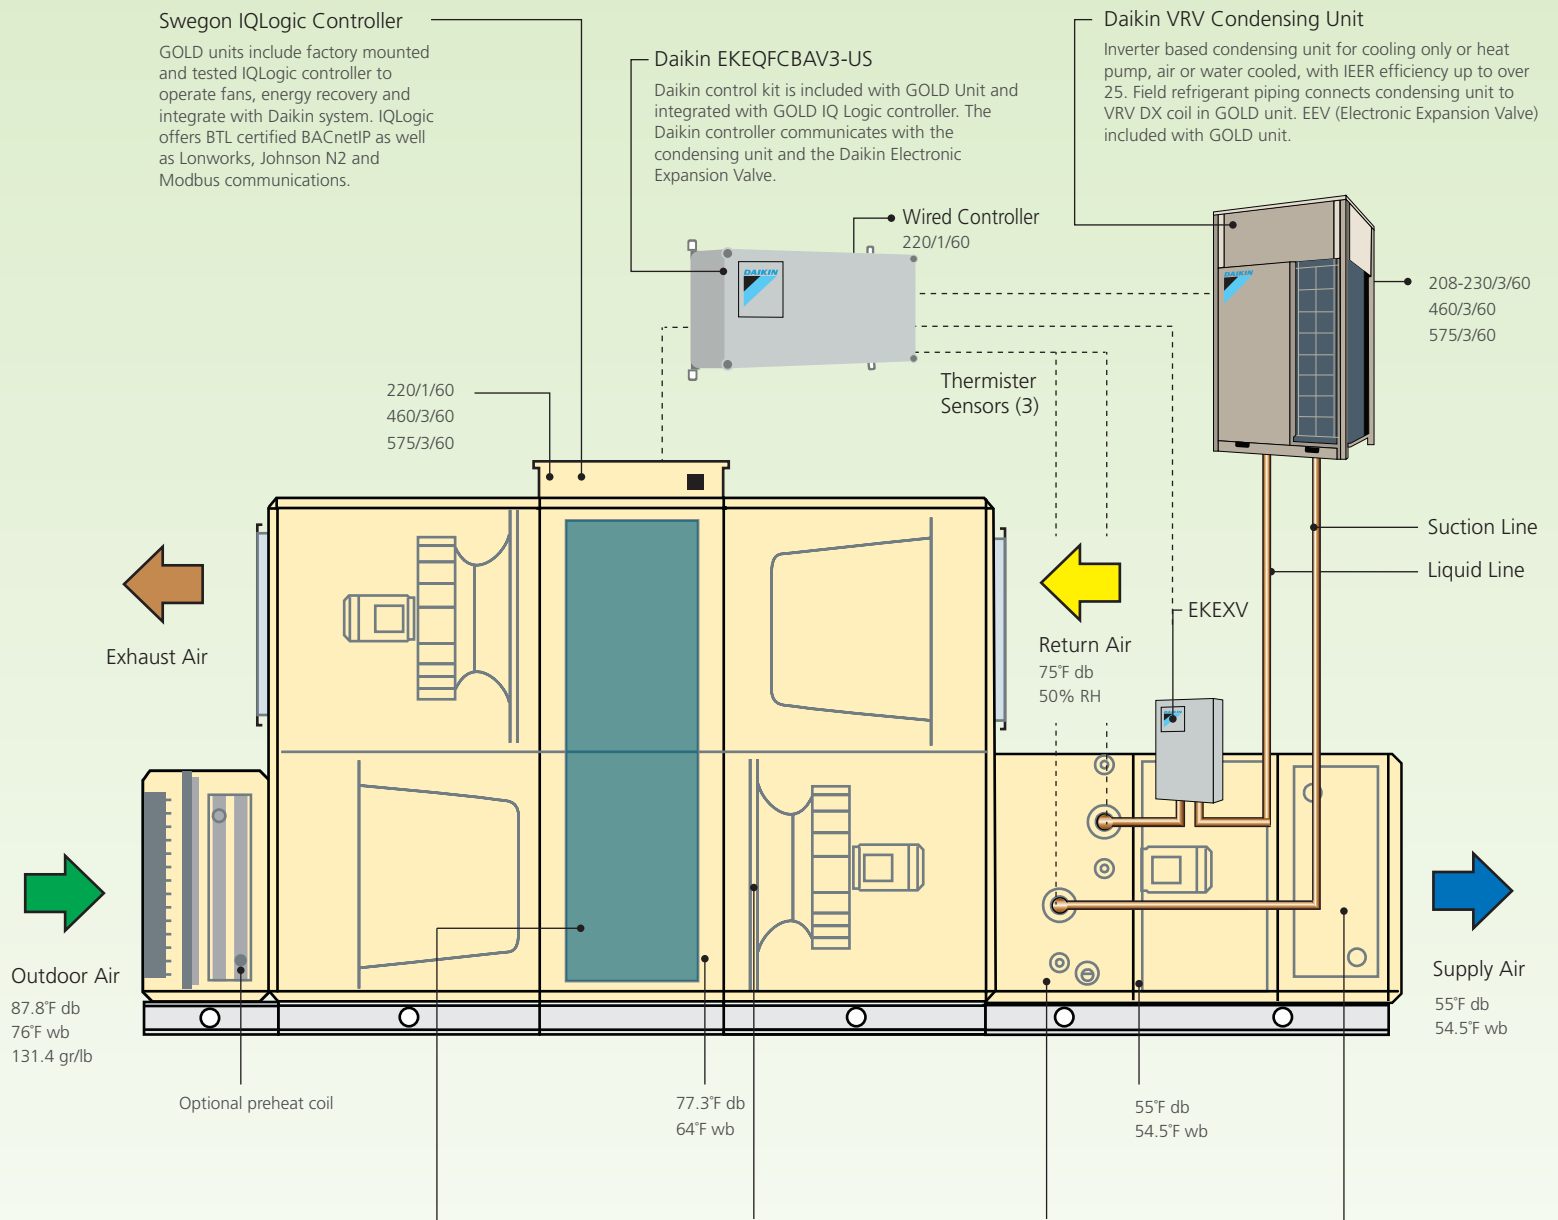 Swegon IQLogic Controller
GOLD units include factory mounted
and tested IQLogic controller to
operate fans, energy recovery and
integrate with Daikin system. IQLogic
offers BTL certified BACnetIP as well
as Lonworks, Johnson N2 and
Modbus communications.
Daikin EKEQFCBAV3-US
Daikin control kit is included with GOLD Unit and
integrated with GOLD IQ Logic controller. The
Daikin controller communicates with the
condensing unit and the Daikin Electronic
Expansion Valve.
Daikin VRV Condensing Unit
Inverter based condensing unit for cooling only or heat
pump, air or water cooled, with IEER efficiency up to over
25. Field refrigerant piping connects condensing unit to
VRV DX coil in GOLD unit. EEV (Electronic Expansion Valve)
included with GOLD unit.
Wired Controller
220/1/60
DAIKIN
DAIKIN
208-230/3/60
460/3/60
575/3/60
220/1/60
460/3/60
575/3/60
Thermister
Sensors (3)
Suction Line
Liquid Line
EKEXV
DAIKIN
Exhaust Air
Return Air
75°F db
50% RH
Outdoor Air
87.8°F db
76°F wb
131.4 gr/lb
Supply Air
55°F db
54.5°F wb
Optional preheat coil
77.3°F db
64°F wb
55°F db
54.5°F wb